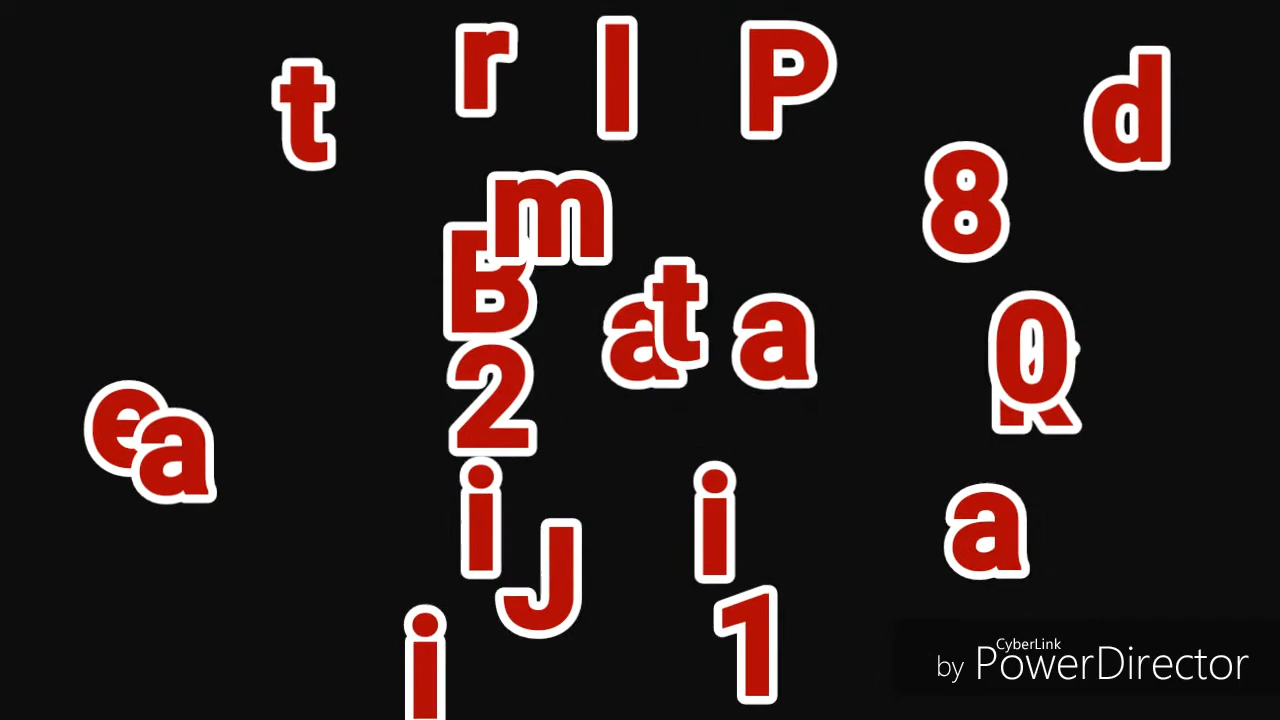 t r I P d
m 8
B
a t a
0
R
2
e a
i i a
J
1
i
CyberLink
by PowerDirector